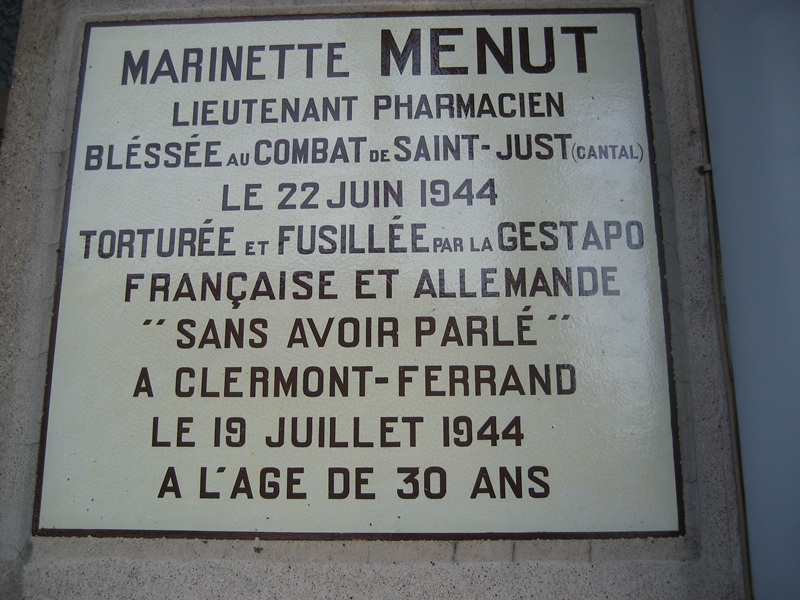 MARINETTE MENUT
LIEUTENANT PHARMACIEN
BLÉSSÉE AU COMBAT DE SAINT-JUST (CANTAL)
LE 22 JUIN 1944
TORTURÉE ET FUSILLÉE PAR LA GESTAPO
FRANÇAISE ET ALLEMANDE
"SANS AVOIR PARLÉ"
A CLERMONT-FERRAND
LE 19 JUILLET 1944
A L'AGE DE 30 ANS